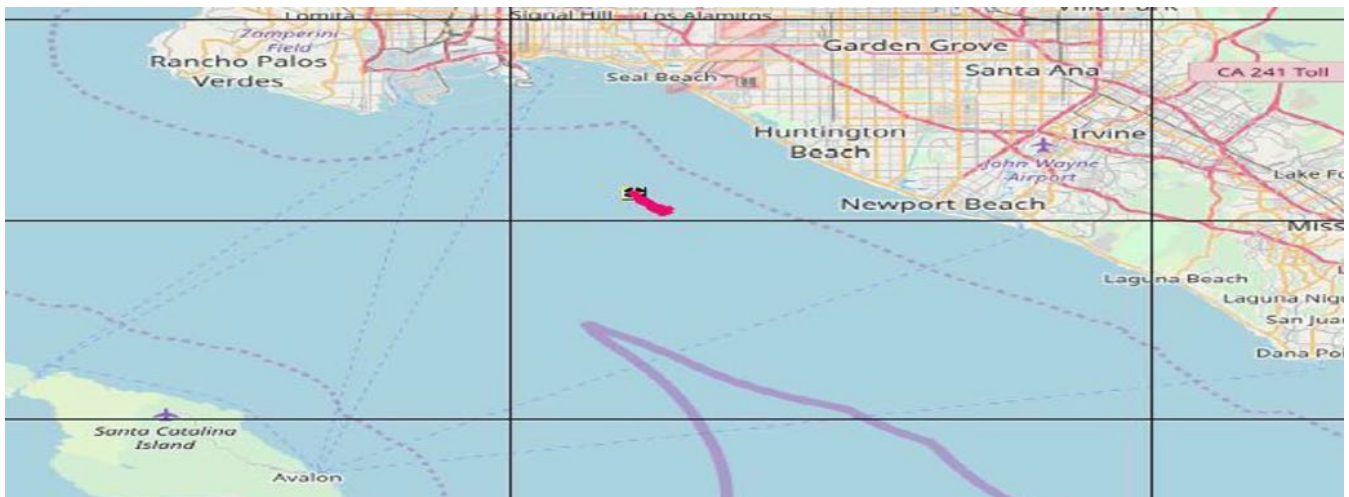 Lomita
Signal Hill
Los Alamitos
Villa Park
Zamperini
Field
Rancho Palos
Verdes
Seal Beach
Garden Grove
Santa Ana
CA 241 Toll
Huntington
Beach
Irvine
John Wayne
Airport
Lake Fo
Newport Beach
Miss
Laguna Beach
Laguna Nigu
San Juan
Dana Poi
Santa Catalina
Island
Avalon